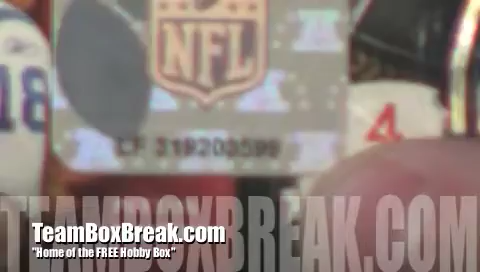 18
NFL
4
TEAMBOXBREAK.COM
TeamBoxBreak.com
"Home of the FREE Hobby Box"